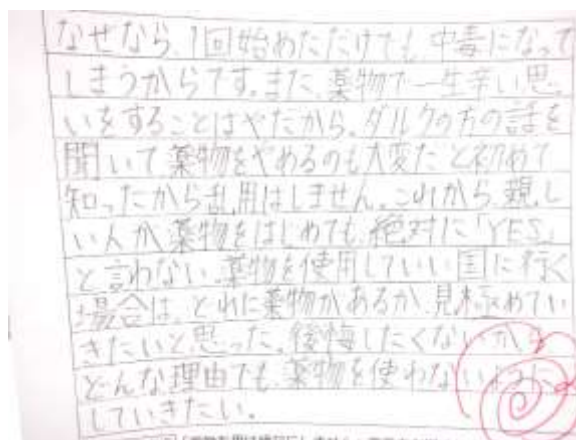 なぜなら、1回始めただけでも、中毒になって
しまうからです。また、薬物で一生辛い思
いをすることはやだから。ダルクの方の話を
聞いて薬物をやめるのも大変だと初めて
知ったから乱用はしません。これから、親し
い人が薬物をはじめても、絶対に「YES」
と言わない。薬物を使用していい国に行く
場合は、どれに薬物があるか、見極めてい
きたいと思った。後悔したくないから
どんな理由でも、薬物を使わないように
していきたい。